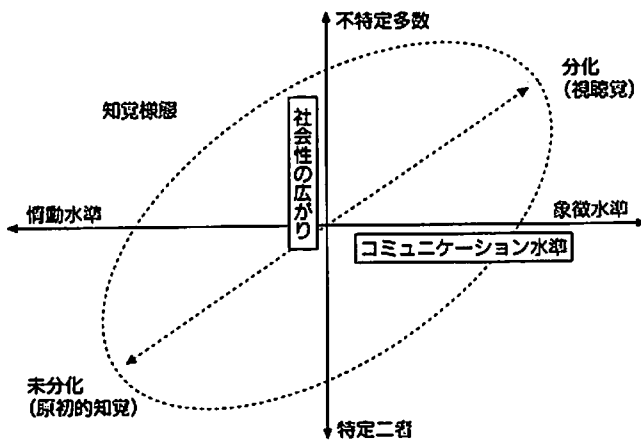 不特定多数
分化
(視聴覚)
知覚様態
社会性の広がり
情動水準
象徴水準
コミュニケーション水準
未分化
(原初的知覚)
特定二者